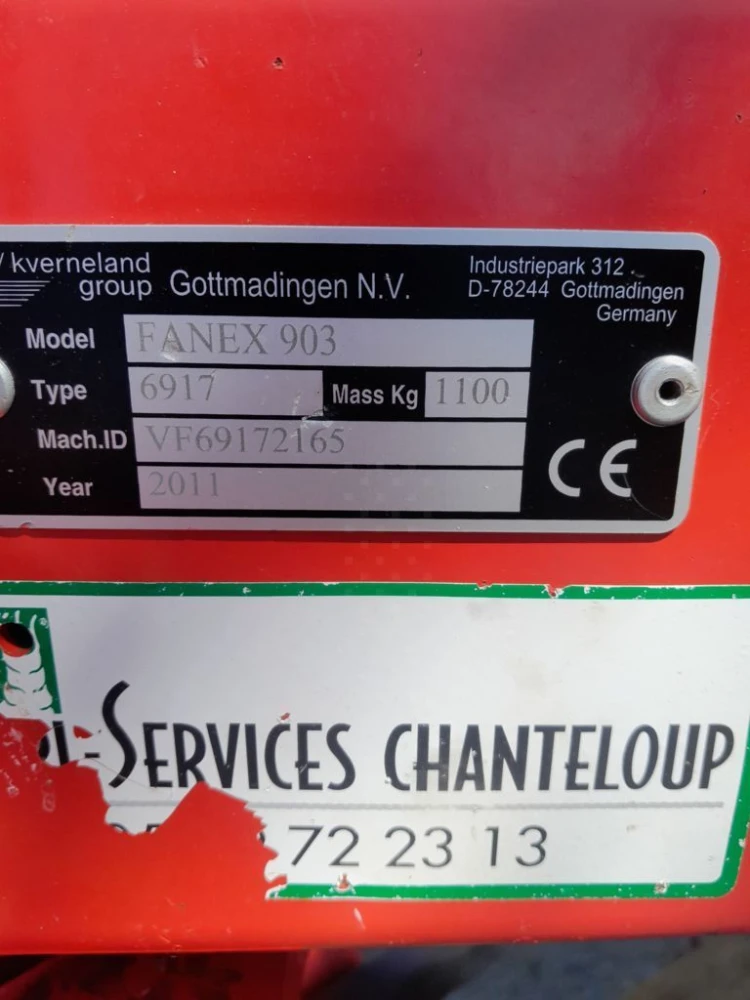 kverneland
group Gottmadingen N.V.
Industriepark 312
D-78244 Gottmadingen
Germany
Model FANEX 903
Type 6917 Mass Kg 1100
Mach.ID VF69172165
Year 2011
CE
-SERVICES CHANTELOUP
72 23 13